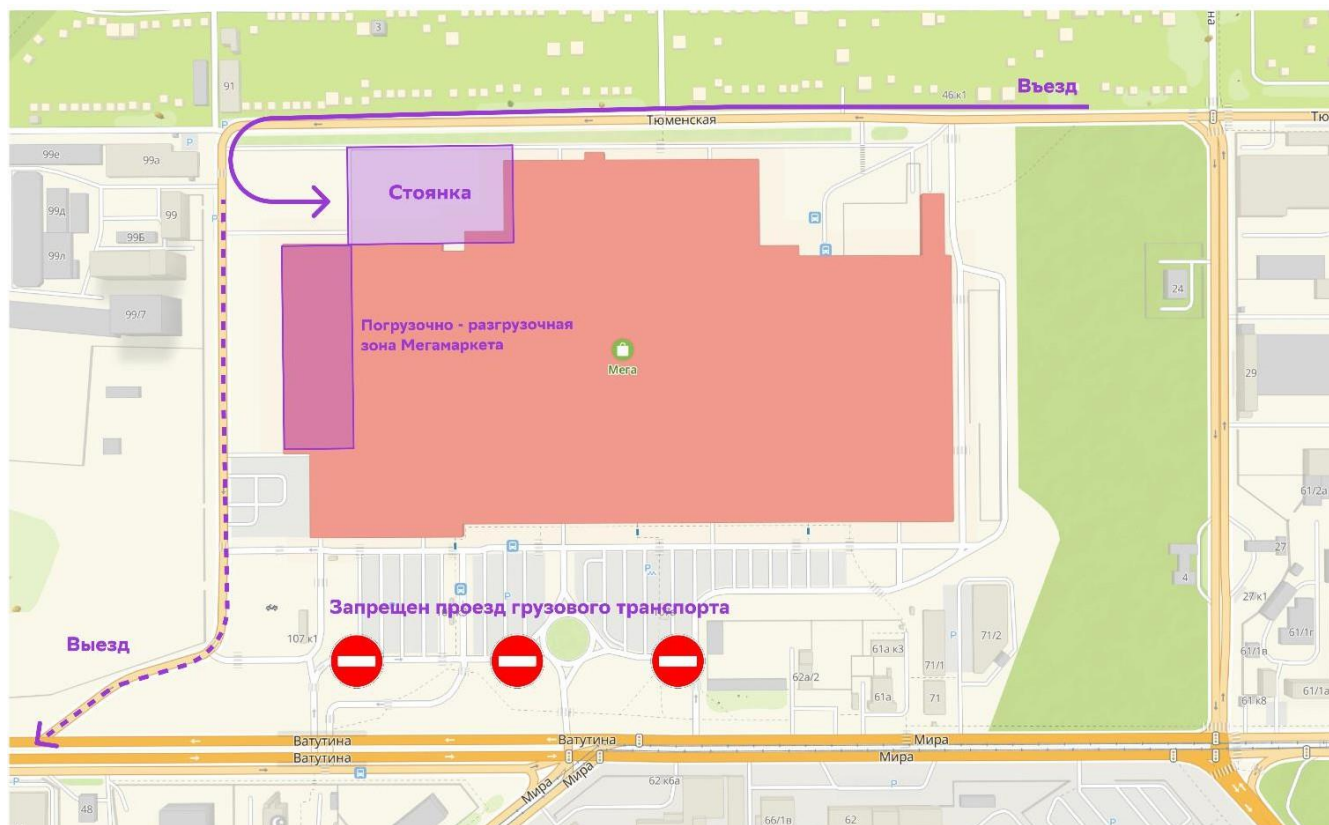 3
91
46 к1
Въезд
на
Тюменская
Тю
P
P
99е
99а
Стоянка
99д
99
P
99Б
99л
24
99/7
Погрузочно - разгрузочная
зона Мегамаркета
Мега
29
61/2а
P
P
27
4
27 к1
Запрещен проезд грузового транспорта
107 к1
P
71/2
61/1г
Выезд
61а к3
71/1
61/1в
62а/2
61а
71
61/1а
61 к8
Ватутина
Ватутина
Мира
Ватутина
Мира
P
Мира
Мира
62 к6а
P
48
66/1в
62
P